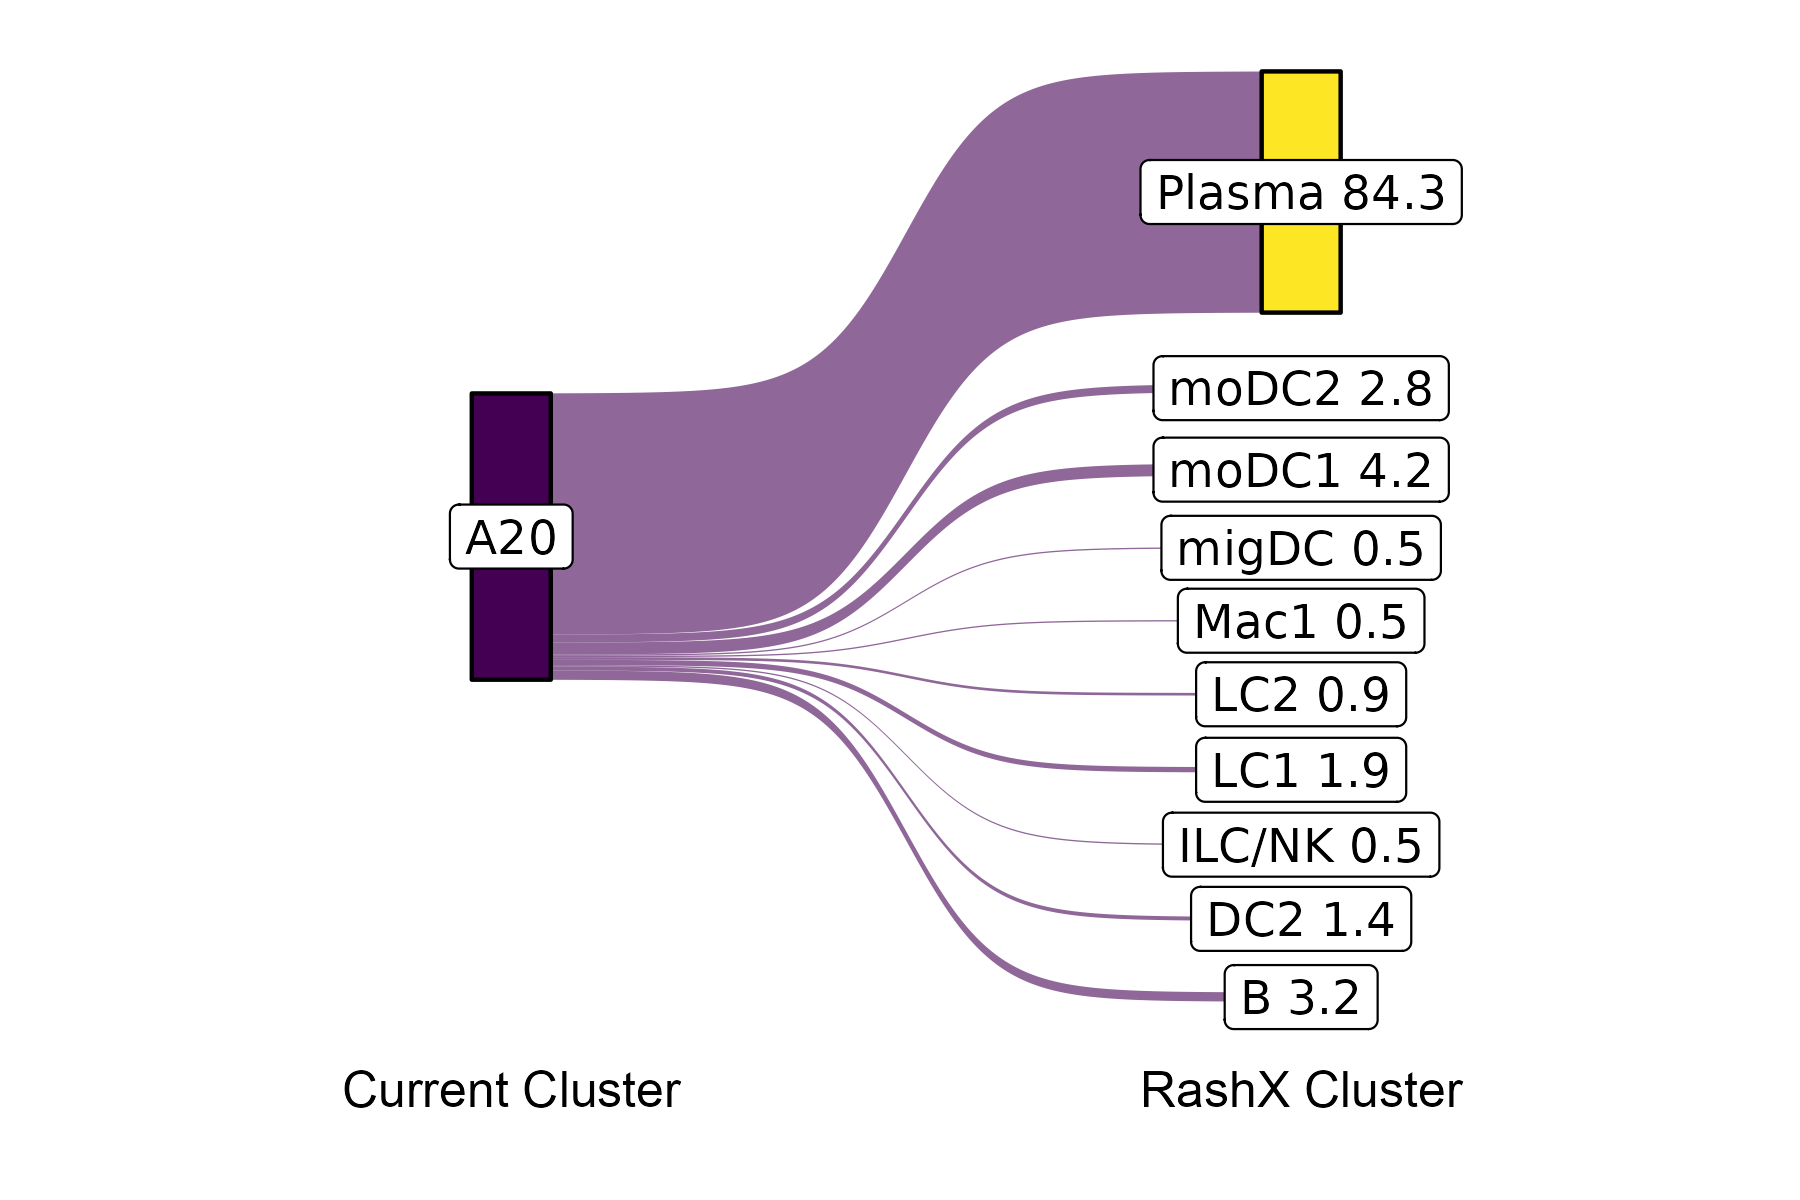 Plasma 84.3
moDC2 2.8
moDC1 4.2
A20
migDC 0.5
Mac1 0.5
LC2 0.9
LC1 1.9
ILC/NK 0.5
DC2 1.4
B 3.2
Current Cluster
RashX Cluster